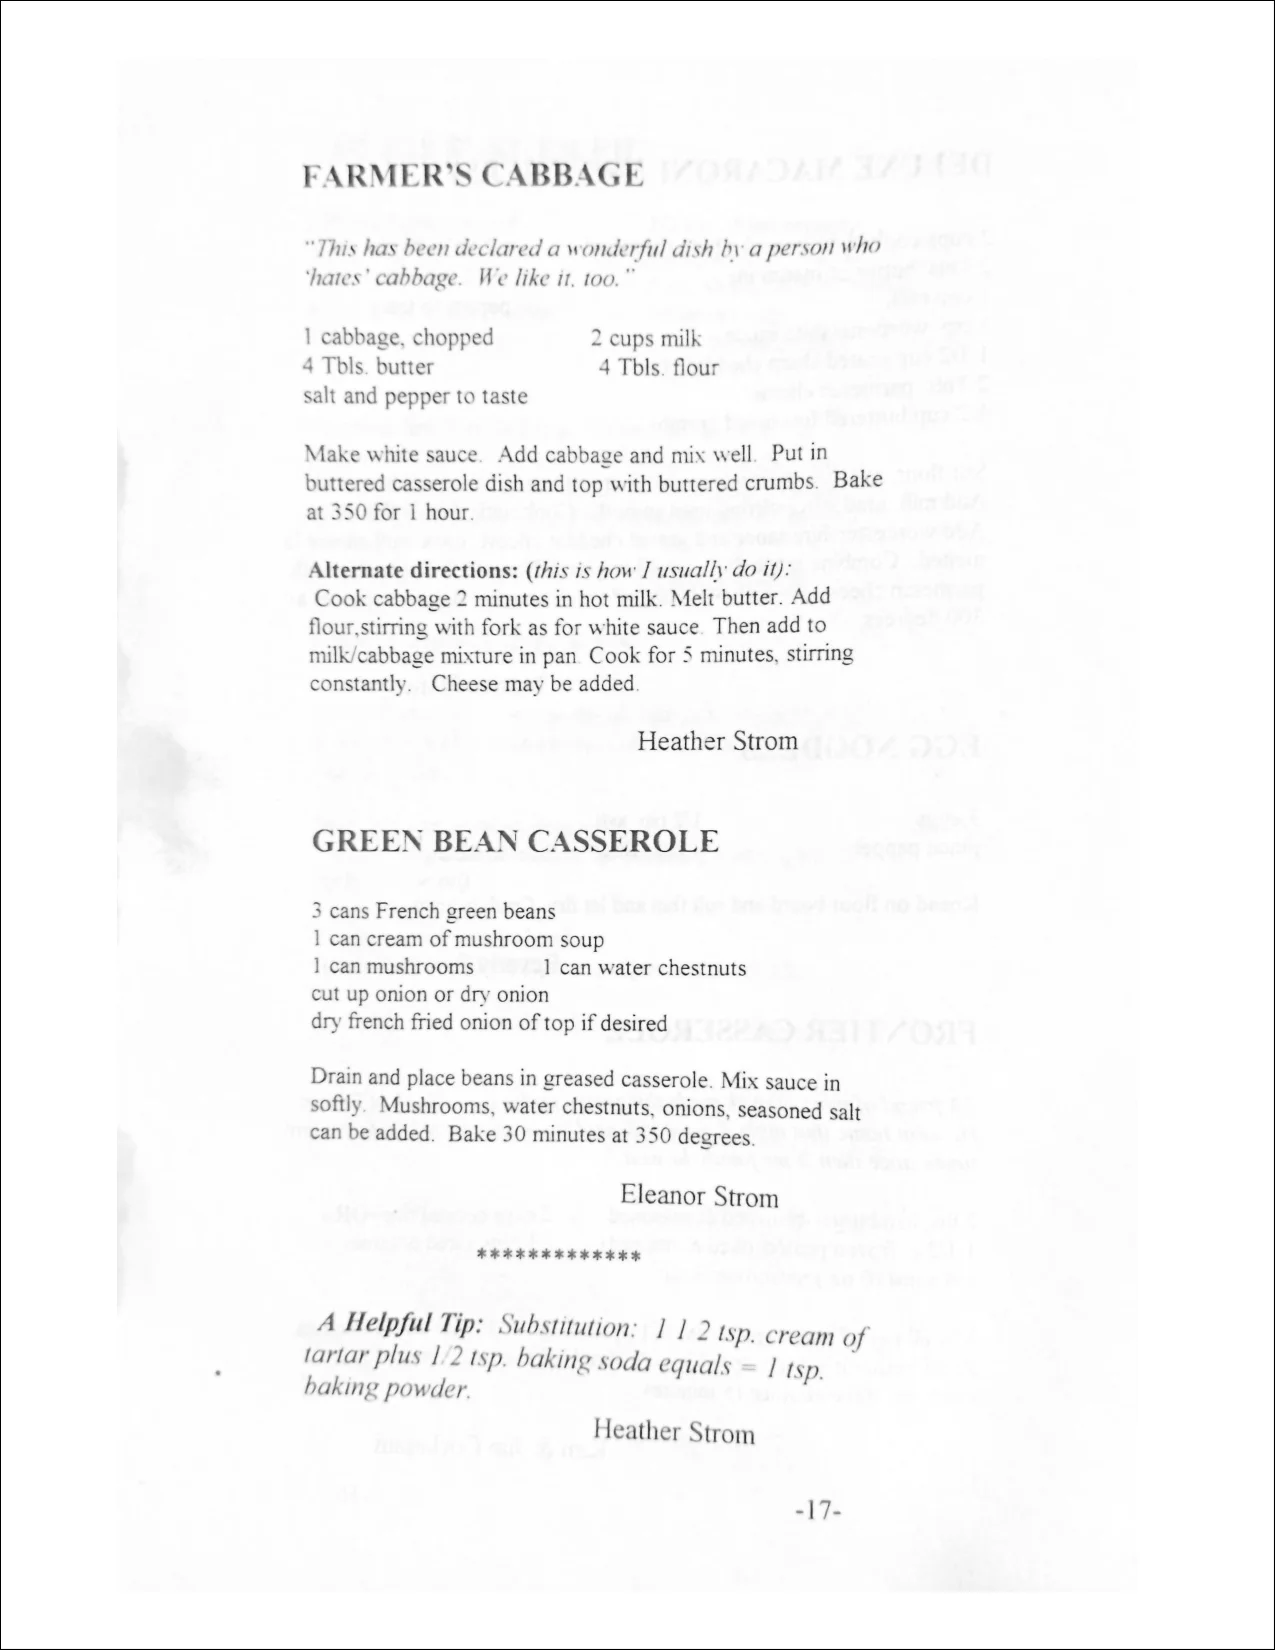 FARMER'S CABBAGE
"This has been declared a wonderful dish by a person who
'hates' cabbage. We like it, too."
1 cabbage, chopped 2 cups milk
4 Tbls. butter 4 Tbls. flour
salt and pepper to taste
Make white sauce. Add cabbage and mix well. Put in
buttered casserole dish and top with buttered crumbs. Bake
at 350 for 1 hour.
Alternate directions: (this is how I usually do it):
Cook cabbage 2 minutes in hot milk. Melt butter. Add
flour,stirring with fork as for white sauce. Then add to
milk/cabbage mixture in pan. Cook for 5 minutes, stirring
constantly. Cheese may be added.
Heather Strom
GREEN BEAN CASSEROLE
3 cans French green beans
1 can cream of mushroom soup
1 can mushrooms 1 can water chestnuts
cut up onion or dry onion
dry french fried onion of top if desired
Drain and place beans in greased casserole. Mix sauce in
softly. Mushrooms, water chestnuts, onions, seasoned salt
can be added. Bake 30 minutes at 350 degrees.
Eleanor Strom
*************
A Helpful Tip: Substitution: 1 1/2 tsp. cream of
tartar plus 1/2 tsp. baking soda equals = 1 tsp.
baking powder.
Heather Strom
-17-